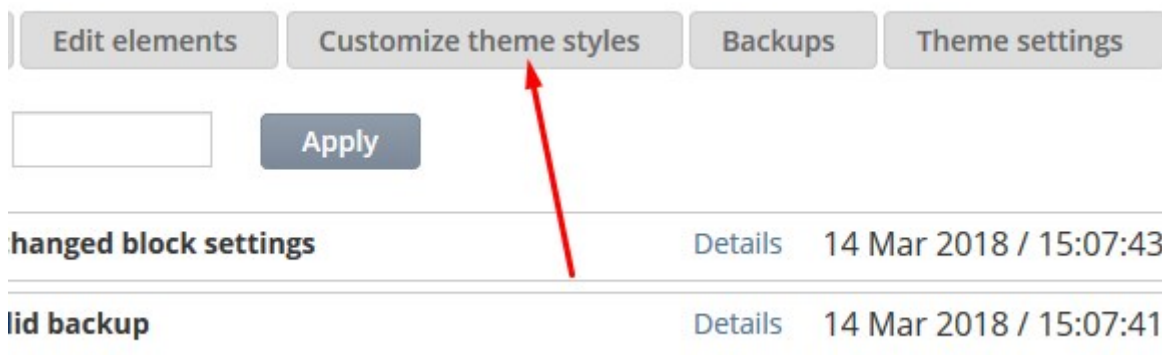 Edit elements Customize theme styles Backups Theme settings
Apply
hanged block settings Details 14 Mar 2018 / 15:07:43
lid backup Details 14 Mar 2018 / 15:07:41